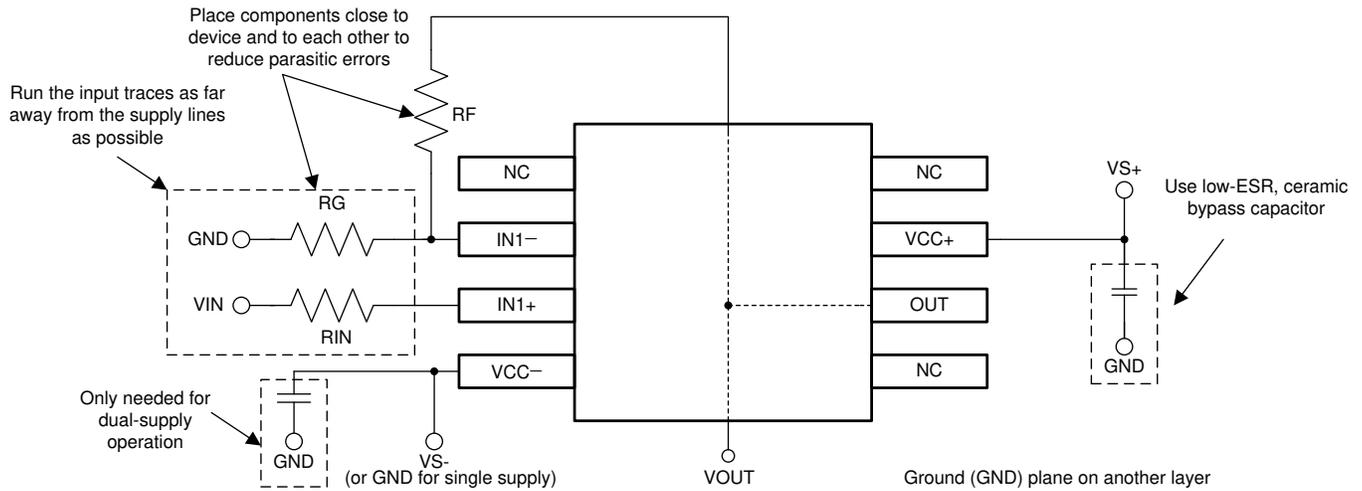 Place components close to
device and to each other to
reduce parasitic errors
Run the input traces as far
away from the supply lines
as possible
RF
NC
NC
VS+
Use low-ESR, ceramic
bypass capacitor
RG
GND
IN1−
VCC+
VIN
IN1+
OUT
RIN
VCC−
NC
GND
Only needed for
dual-supply
operation
GND
VS-
(or GND for single supply)
VOUT
Ground (GND) plane on another layer